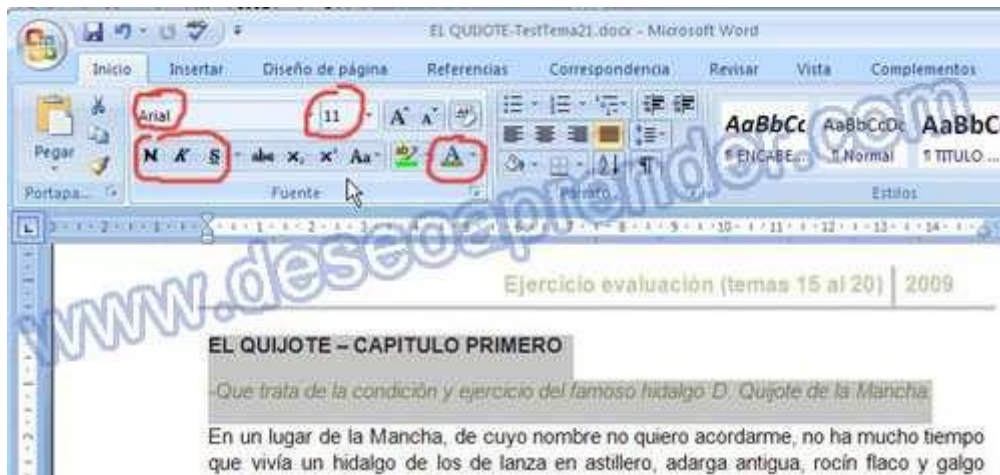 EL QUIJOTE-TestTema21.docx - Microsoft Word
Inicio Insertar Diseño de página Referencias Correspondencia Revisar Vista Complementos
Arial 11
Pegar N K S abc x, x' Aa A
AaBbCc AaBbCcDc AaBbC
¶ ENCABE... ¶ Normal ¶ TITULO ...
Portapa... Fuente Párrafo Estilos
www.deseoaprender.com
Ejercicio evaluación (temas 15 al 20) 2009
EL QUIJOTE – CAPITULO PRIMERO
-Que trata de la condición y ejercicio del famoso hidalgo D. Quijote de la Mancha
En un lugar de la Mancha, de cuyo nombre no quiero acordarme, no ha mucho tiempo
que vivía un hidalgo de los de lanza en astillero, adarga antigua, rocín flaco y galgo